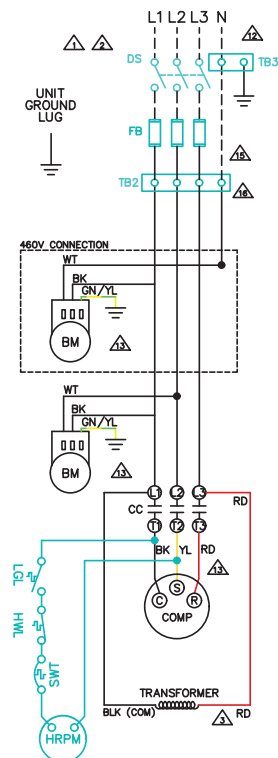 L1 L2 L3 N
1
2
12
DS
TB3
UNIT
GROUND
LUG
FB
15
TB2
16
460V CONNECTION
WT
BK
GN/YL
BM
13
WT
BK
GN/YL
BM
13
L1 L2 L3
RD
CC
T1 T2 T3
BK YL RD
13
S
C R
COMP
LGL
HWL
SWT
TRANSFORMER
BLK (COM)
3
RD
HRPM